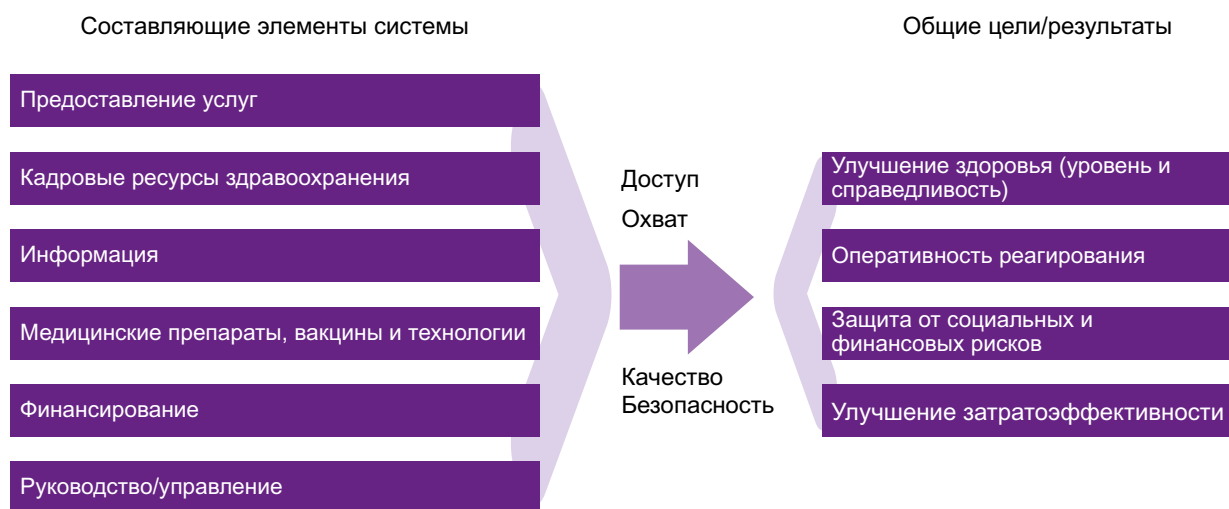 Составляющие элементы системы
Общие цели/результаты
Предоставление услуг
Кадровые ресурсы здравоохранения
Информация
Медицинские препараты, вакцины и технологии
Финансирование
Руководство/управление
Доступ
Охват
Качество
Безопасность
Улучшение здоровья (уровень и
справедливость)
Оперативность реагирования
Защита от социальных и
финансовых рисков
Улучшение затратоэффективности